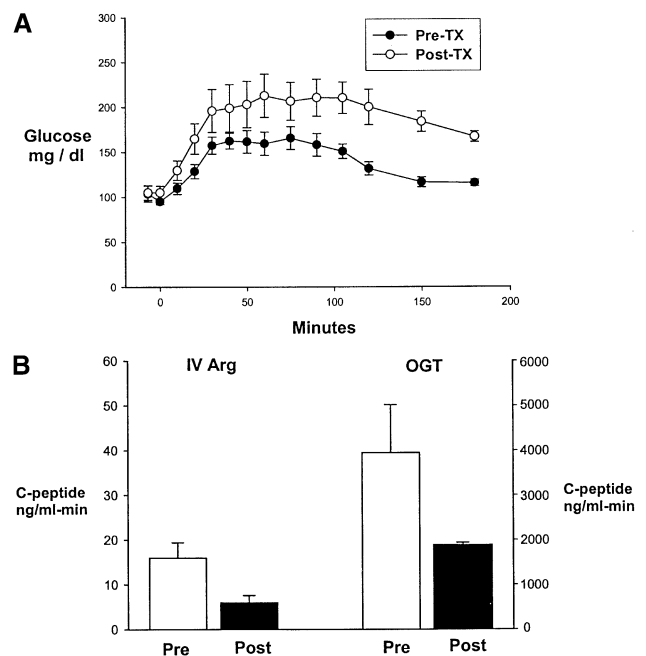 A
300
250
200
150
100
50
0
Glucose
mg / dl
Pre-TX
Post-TX
0
50
100
150
200
Minutes
B
IV Arg
OGT
60
50
40
30
20
10
0
C-peptide
ng/ml-min
6000
5000
4000
3000
2000
1000
0
C-peptide
ng/ml-min
Pre
Post
Pre
Post